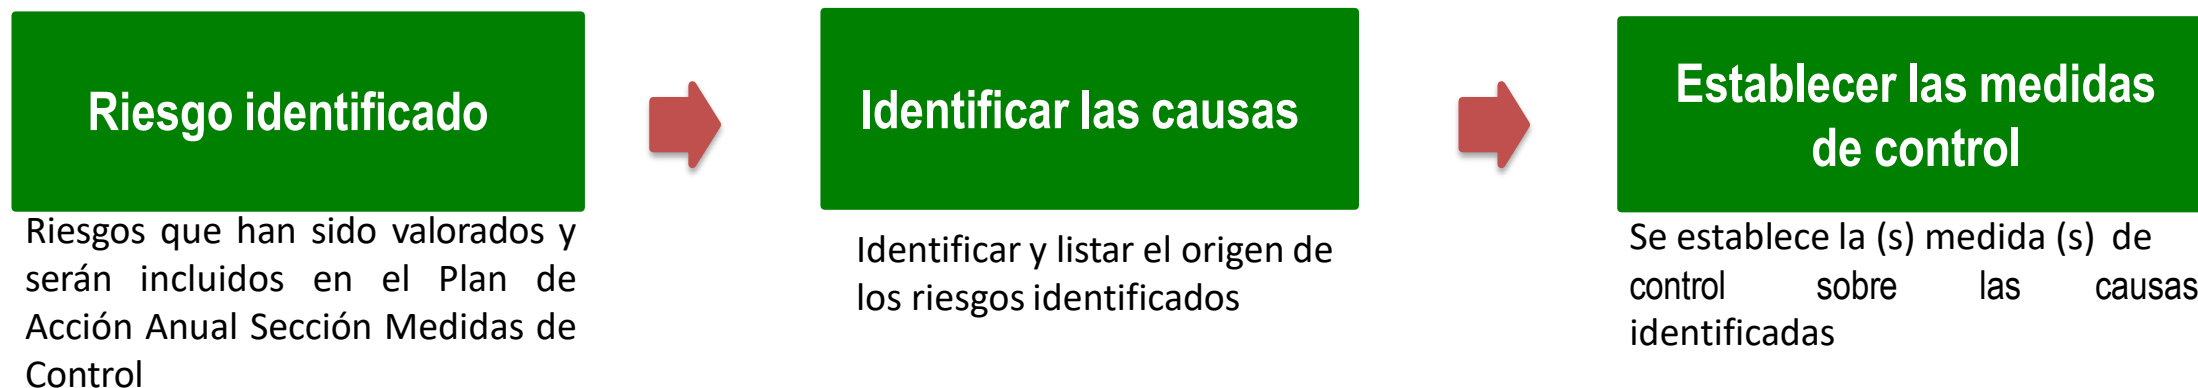 Riesgo identificado
Riesgos que han sido valorados y
serán incluidos en el Plan de
Acción Anual Sección Medidas de
Control
Identificar las causas
Identificar y listar el origen de
los riesgos identificados
Establecer las medidas
de control
Se establece la (s) medida (s) de
control sobre las causas
identificadas